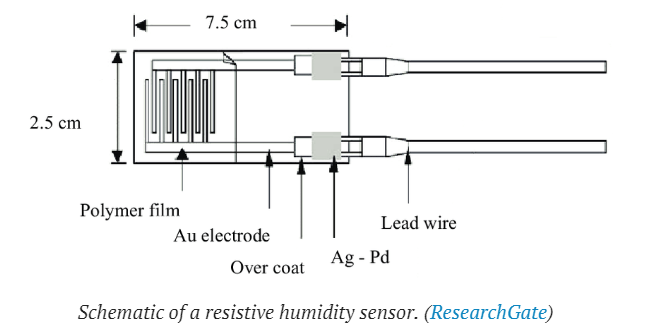 7.5 cm
2.5 cm
Polymer film
Au electrode
Over coat
Ag - Pd
Lead wire
Schematic of a resistive humidity sensor. (ResearchGate)